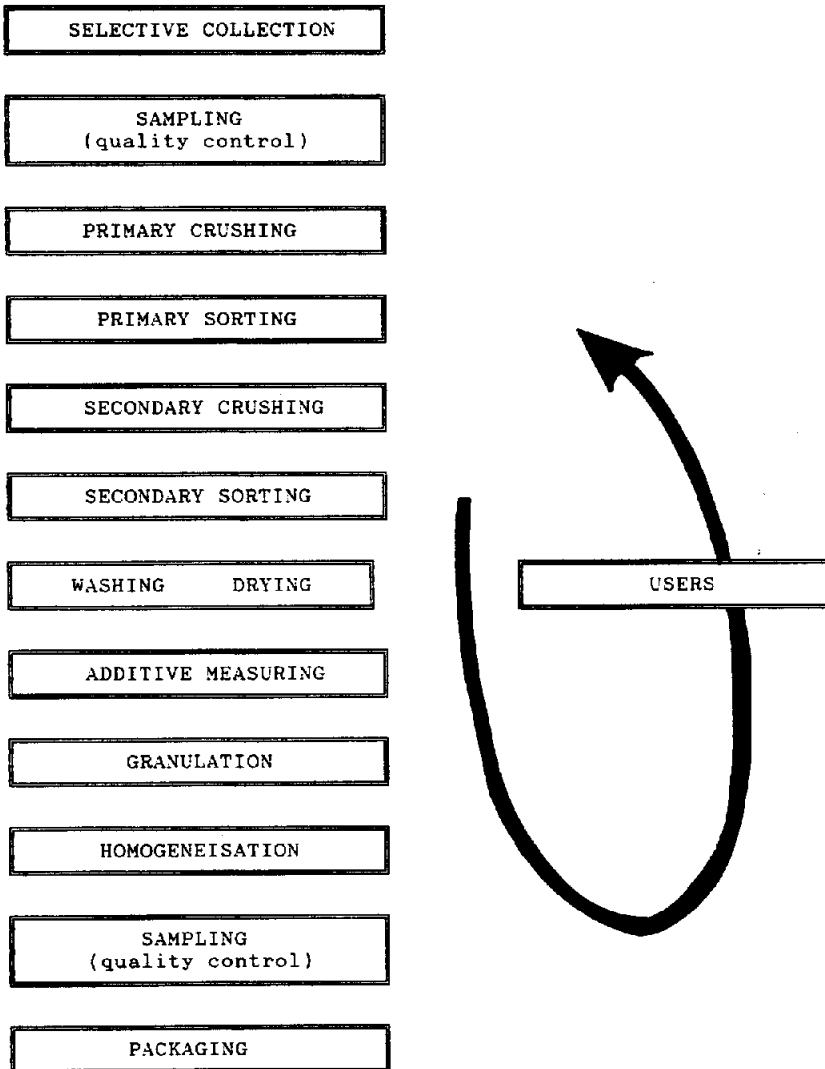 SELECTIVE COLLECTION
SAMPLING
(quality control)
PRIMARY CRUSHING
PRIMARY SORTING
SECONDARY CRUSHING
SECONDARY SORTING
WASHING DRYING
USERS
ADDITIVE MEASURING
GRANULATION
HOMOGENEISATION
SAMPLING
(quality control)
PACKAGING